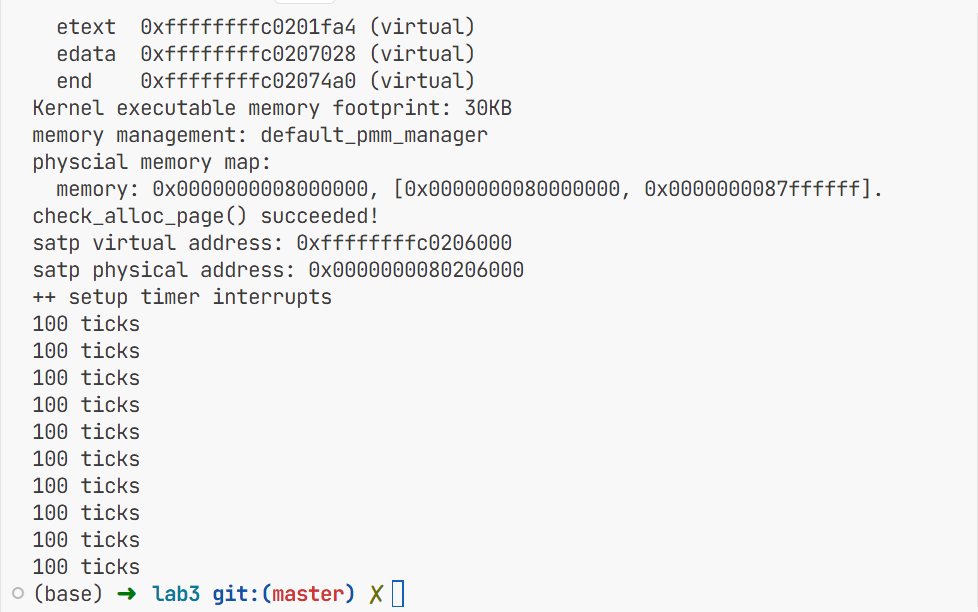 etext  0xffffffffc0201fa4 (virtual)
edata  0xffffffffc0207028 (virtual)
end    0xffffffffc02074a0 (virtual)
Kernel executable memory footprint: 30KB
memory management: default_pmm_manager
physcial memory map:
memory: 0x0000000008000000, [0x0000000080000000, 0x0000000087ffffff].
check_alloc_page() succeeded!
satp virtual address: 0xffffffffc0206000
satp physical address: 0x0000000080206000
++ setup timer interrupts
100 ticks
100 ticks
100 ticks
100 ticks
100 ticks
100 ticks
100 ticks
100 ticks
100 ticks
100 ticks
(base) ➜ lab3 git:(master) ✗